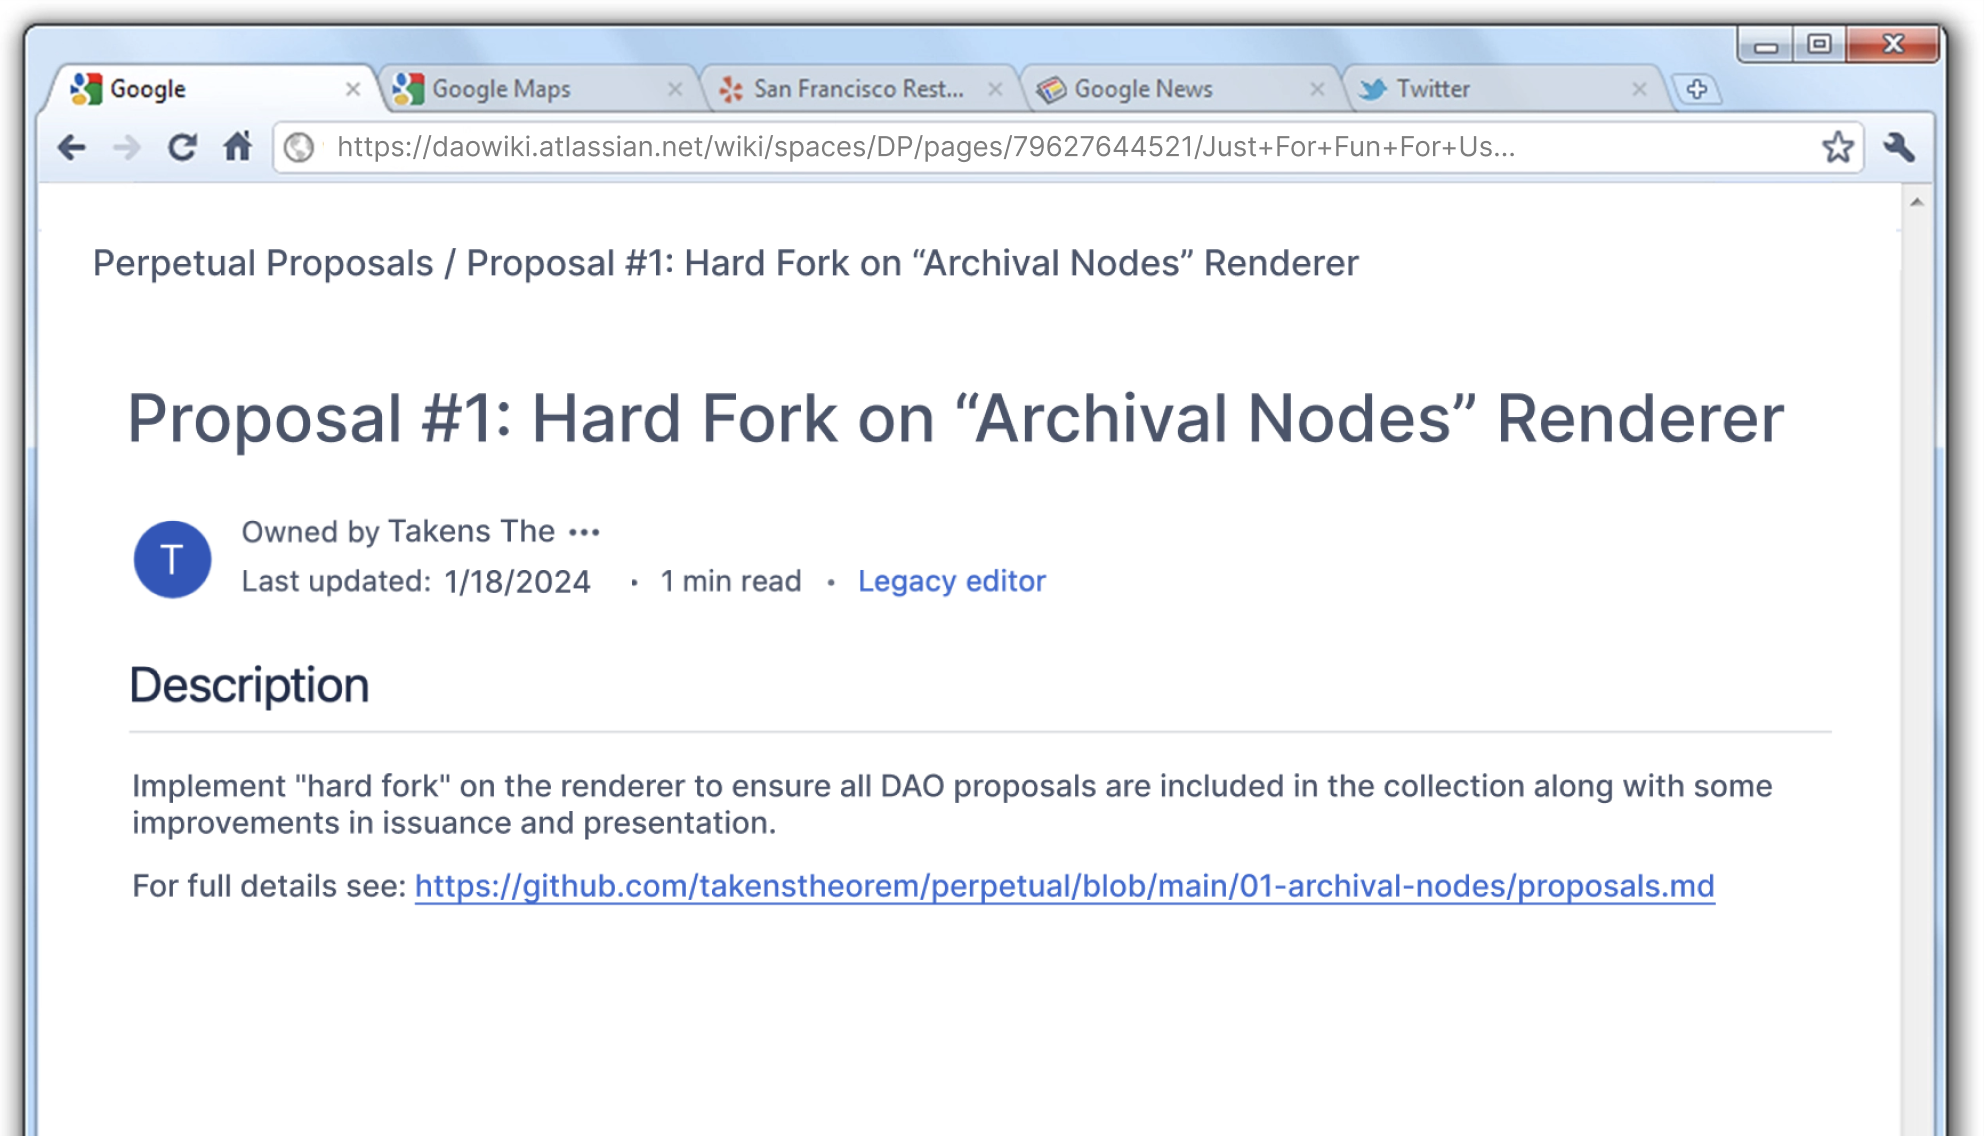 Google
Google Maps
San Francisco Rest...
Google News
Twitter
https://daowiki.atlassian.net/wiki/spaces/DP/pages/79627644521/Just+For+Fun+For+Us...
Perpetual Proposals / Proposal #1: Hard Fork on “Archival Nodes” Renderer
Proposal #1: Hard Fork on “Archival Nodes” Renderer
T
Owned by Takens The •••
Last updated: 1/18/2024 • 1 min read • Legacy editor
Description
Implement "hard fork" on the renderer to ensure all DAO proposals are included in the collection along with some
improvements in issuance and presentation.
For full details see: https://github.com/takenstheorem/perpetual/blob/main/01-archival-nodes/proposals.md